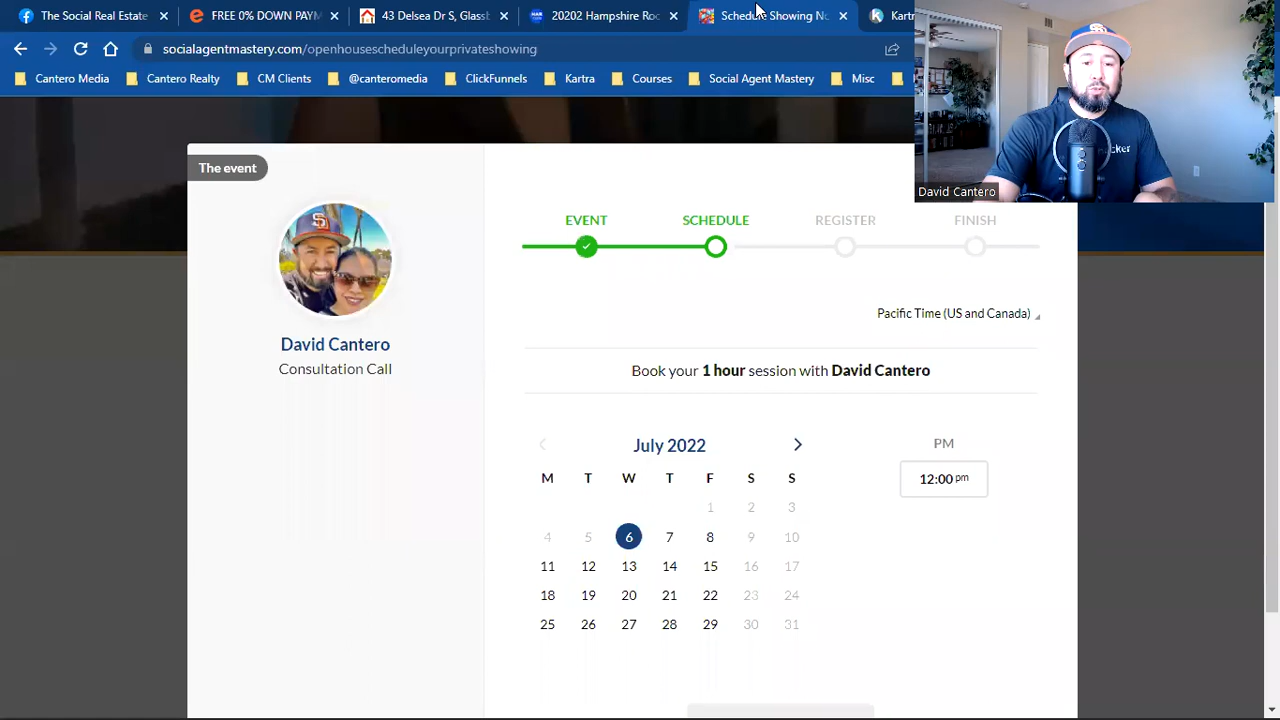 The Social Real Estate
FREE 0% DOWN PAYM
43 Delsea Dr S, Glassb
20202 Hampshire Roc
Schedule Showing No
Kartr
socialagentmastery.com/openhousescheduleyourprivateshowing
Cantero Media
Cantero Realty
CM Clients
@canteromedia
ClickFunnels
Kartra
Courses
Social Agent Mastery
Misc
David Cantero
The event
David Cantero
Consultation Call
EVENT SCHEDULE REGISTER FINISH
Pacific Time (US and Canada)
Book your 1 hour session with David Cantero
July 2022
M T W T F S S
1 2 3
4 5 6 7 8 9 10
11 12 13 14 15 16 17
18 19 20 21 22 23 24
25 26 27 28 29 30 31
PM
12:00 pm